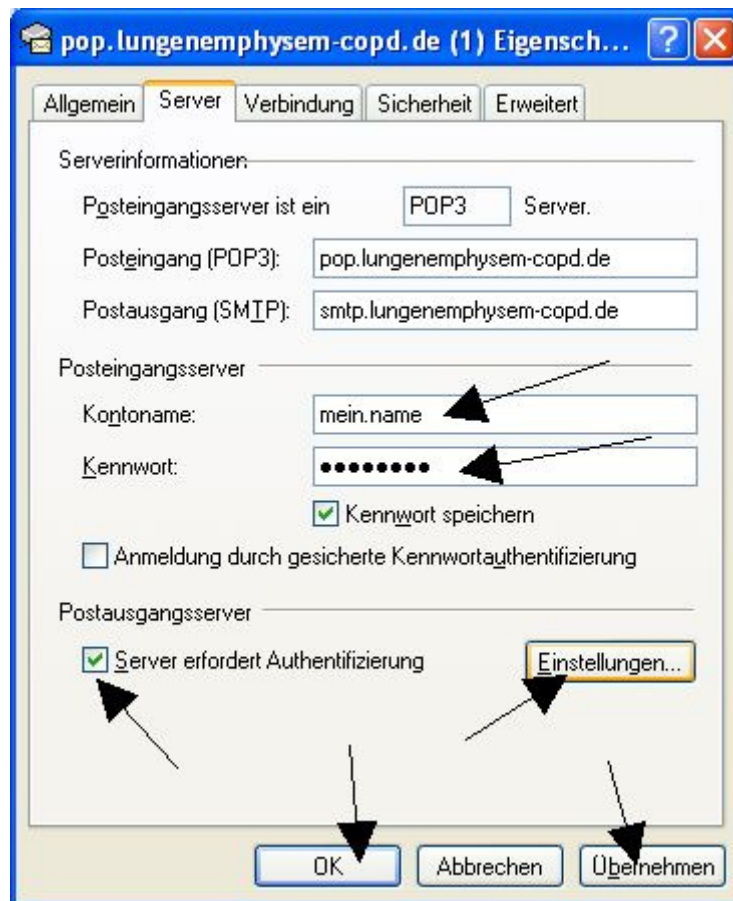 pop.lungenemphysem-copd.de (1) Eigensch...
Allgemein Server Verbindung Sicherheit Erweitert
Serverinformationen
Posteingangsserver ist ein POP3 Server.
Posteingang (POP3): pop.lungenemphysem-copd.de
Postausgang (SMTP): smtp.lungenemphysem-copd.de
Posteingangsserver
Kontoname: mein.name
Kennwort: ●●●●●●●●
Kennwort speichern
Anmeldung durch gesicherte Kennwortauthentifizierung
Postausgangsserver
Server erfordert Authentifizierung Einstellungen...
OK Abbrechen Übernehmen